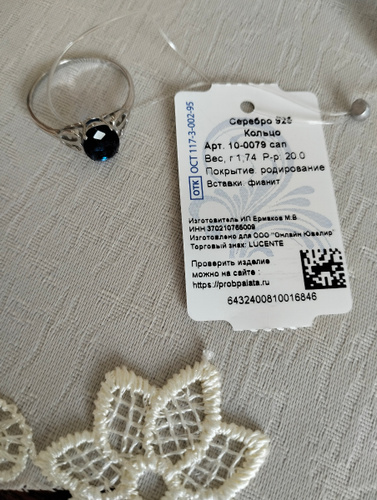 Серебро 925
Кольцо
Арт. 10-0079 сап
Вес, г 1,74 Р-р. 20.0
Покрытие: родирование
Вставки: фианит
ОТК ОСТ 117-3-002-95
Изготовитель ИП Ермаков М.В.
ИНН 370210765009
Изготовлено для ООО "Онлайн Ювелир"
Торговый знак: LUCENTE
Проверить изделие
можно на сайте :
https://probpalata.ru
6432400810016846